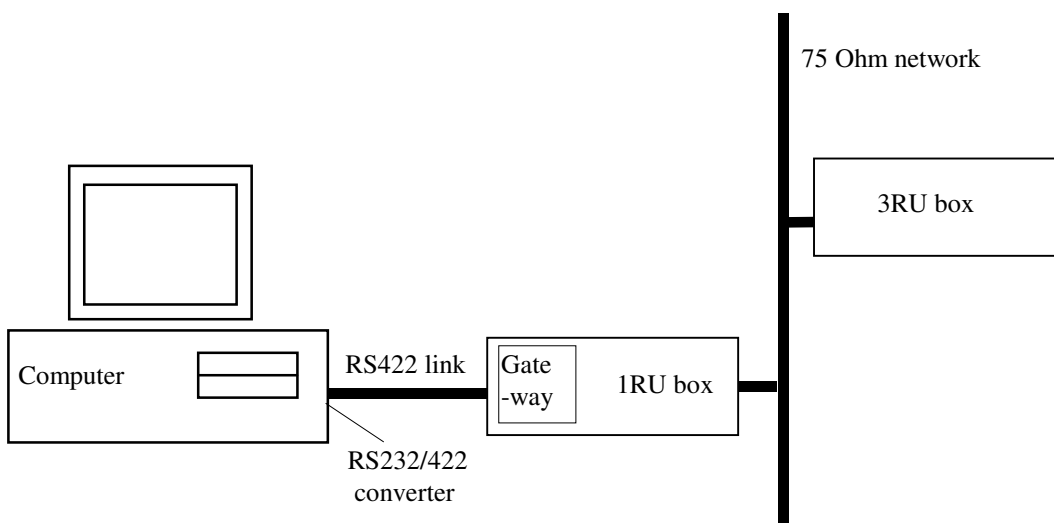 75 Ohm network
3RU box
Computer
RS422 link
Gate
-way
1RU box
RS232/422
converter